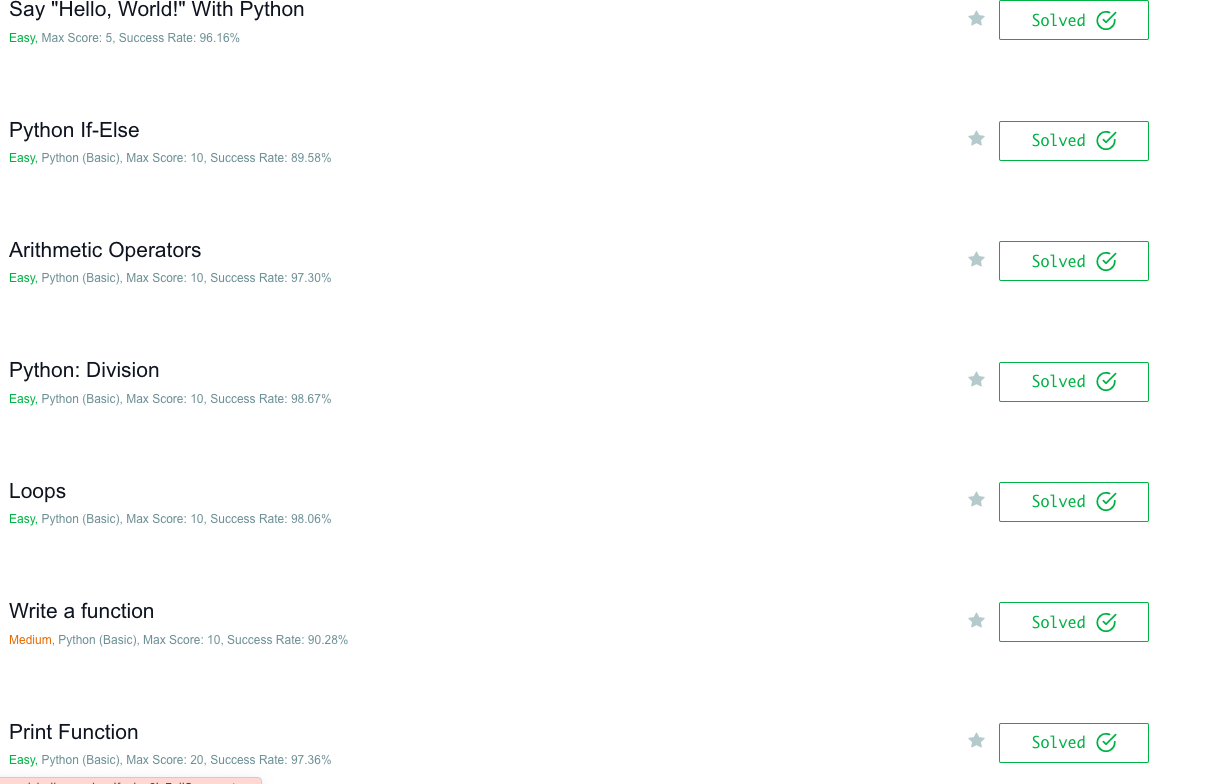 Say "Hello, World!" With Python
Solved
Easy, Max Score: 5, Success Rate: 96.16%
Python If-Else
Solved
Easy, Python (Basic), Max Score: 10, Success Rate: 89.58%
Arithmetic Operators
Solved
Easy, Python (Basic), Max Score: 10, Success Rate: 97.30%
Python: Division
Solved
Easy, Python (Basic), Max Score: 10, Success Rate: 98.67%
Loops
Solved
Easy, Python (Basic), Max Score: 10, Success Rate: 98.06%
Write a function
Solved
Medium, Python (Basic), Max Score: 10, Success Rate: 90.28%
Print Function
Solved
Easy, Python (Basic), Max Score: 20, Success Rate: 97.36%